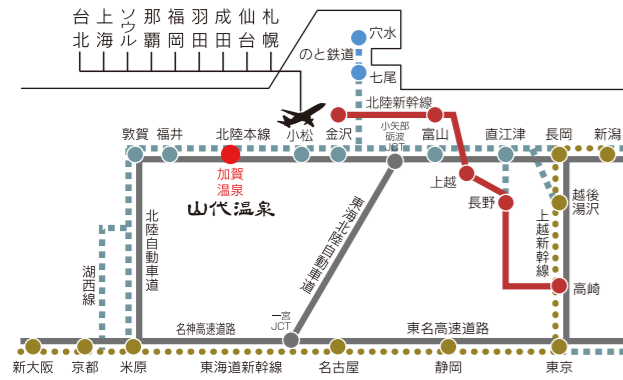 台北
上海
ソウル
那覇
福岡
羽田
成田
仙台
札幌
穴水
のと鉄道
七尾
北陸新幹線
敦賀
福井
北陸本線
小松
金沢
小矢部
砺波
JCT
富山
直江津
長岡
新潟
加賀
温泉
山代温泉
上越
長野
越後
湯沢
北陸自動車道
東海北陸自動車道
上越新幹線
湖西線
高崎
一宮
JCT
名神高速道路
東名高速道路
新大阪
京都
米原
東海道新幹線
名古屋
静岡
東京